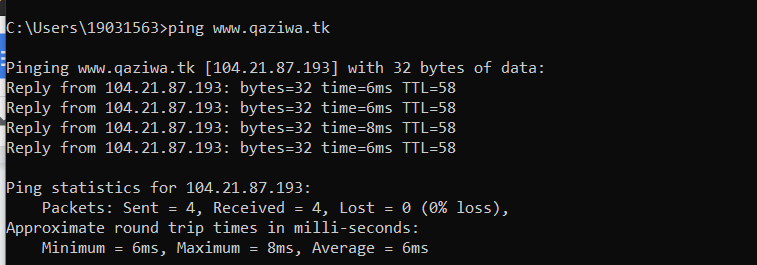 C:\Users\19031563>ping www.qaziwa.tk
Pinging www.qaziwa.tk [104.21.87.193] with 32 bytes of data:
Reply from 104.21.87.193: bytes=32 time=6ms TTL=58
Reply from 104.21.87.193: bytes=32 time=6ms TTL=58
Reply from 104.21.87.193: bytes=32 time=8ms TTL=58
Reply from 104.21.87.193: bytes=32 time=6ms TTL=58
Ping statistics for 104.21.87.193:
    Packets: Sent = 4, Received = 4, Lost = 0 (0% loss),
Approximate round trip times in milli-seconds:
    Minimum = 6ms, Maximum = 8ms, Average = 6ms